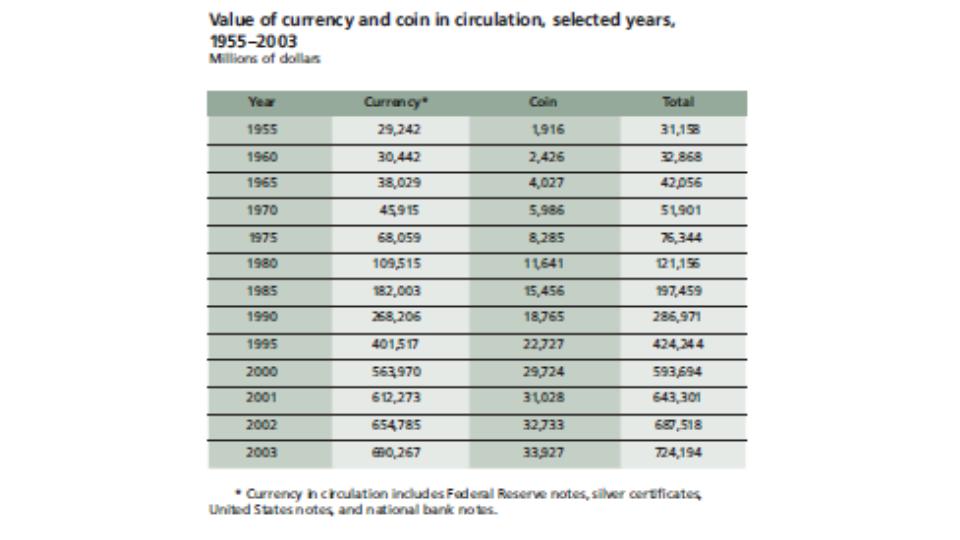 Value of currency and coin in circulation, selected years,
1955–2003
Millions of dollars
Year Currency* Coin Total
1955 29,242 1,916 31,158
1960 30,442 2,426 32,868
1965 38,029 4,027 42,056
1970 45,915 5,986 51,901
1975 68,059 8,285 76,344
1980 109,515 11,641 121,156
1985 182,003 15,456 197,459
1990 268,206 18,765 286,971
1995 401,517 22,727 424,244
2000 563,970 29,724 593,694
2001 612,273 31,028 643,301
2002 654,785 32,733 687,518
2003 690,267 33,927 724,194
* Currency in circulation includes Federal Reserve notes, silver certificates,
United States notes, and national bank notes.